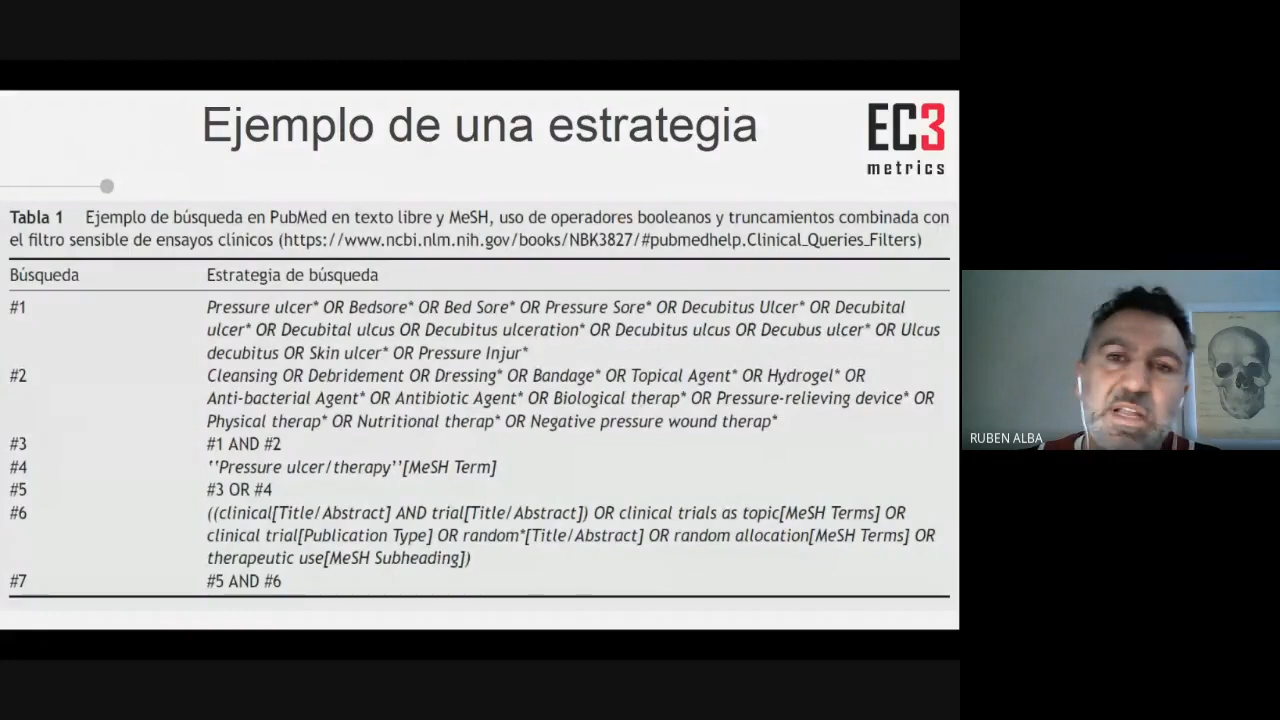 Ejemplo de una estrategia
EC3
metrics
Tabla 1 Ejemplo de búsqueda en PubMed en texto libre y MeSH, uso de operadores booleanos y truncamientos combinada con
el filtro sensible de ensayos clínicos (https://www.ncbi.nlm.nih.gov/books/NBK3827/#pubmedhelp.Clinical_Queries_Filters)
Búsqueda Estrategia de búsqueda
#1 Pressure ulcer* OR Bedsore* OR Bed Sore* OR Pressure Sore* OR Decubitus Ulcer* OR Decubital
ulcer* OR Decubital ulcus OR Decubitus ulceration* OR Decubitus ulcus OR Decubus ulcer* OR Ulcus
decubitus OR Skin ulcer* OR Pressure Injur*
#2 Cleansing OR Debridement OR Dressing* OR Bandage* OR Topical Agent* OR Hydrogel* OR
Anti-bacterial Agent* OR Antibiotic Agent* OR Biological therap* OR Pressure-relieving device* OR
Physical therap* OR Nutritional therap* OR Negative pressure wound therap*
#3 #1 AND #2
#4 ‘‘Pressure ulcer/therapy’’[MeSH Term]
#5 #3 OR #4
#6 ((clinical[Title/Abstract] AND trial[Title/Abstract]) OR clinical trials as topic[MeSH Terms] OR
clinical trial[Publication Type] OR random*[Title/Abstract] OR random allocation[MeSH Terms] OR
therapeutic use[MeSH Subheading])
#7 #5 AND #6
RUBEN ALBA